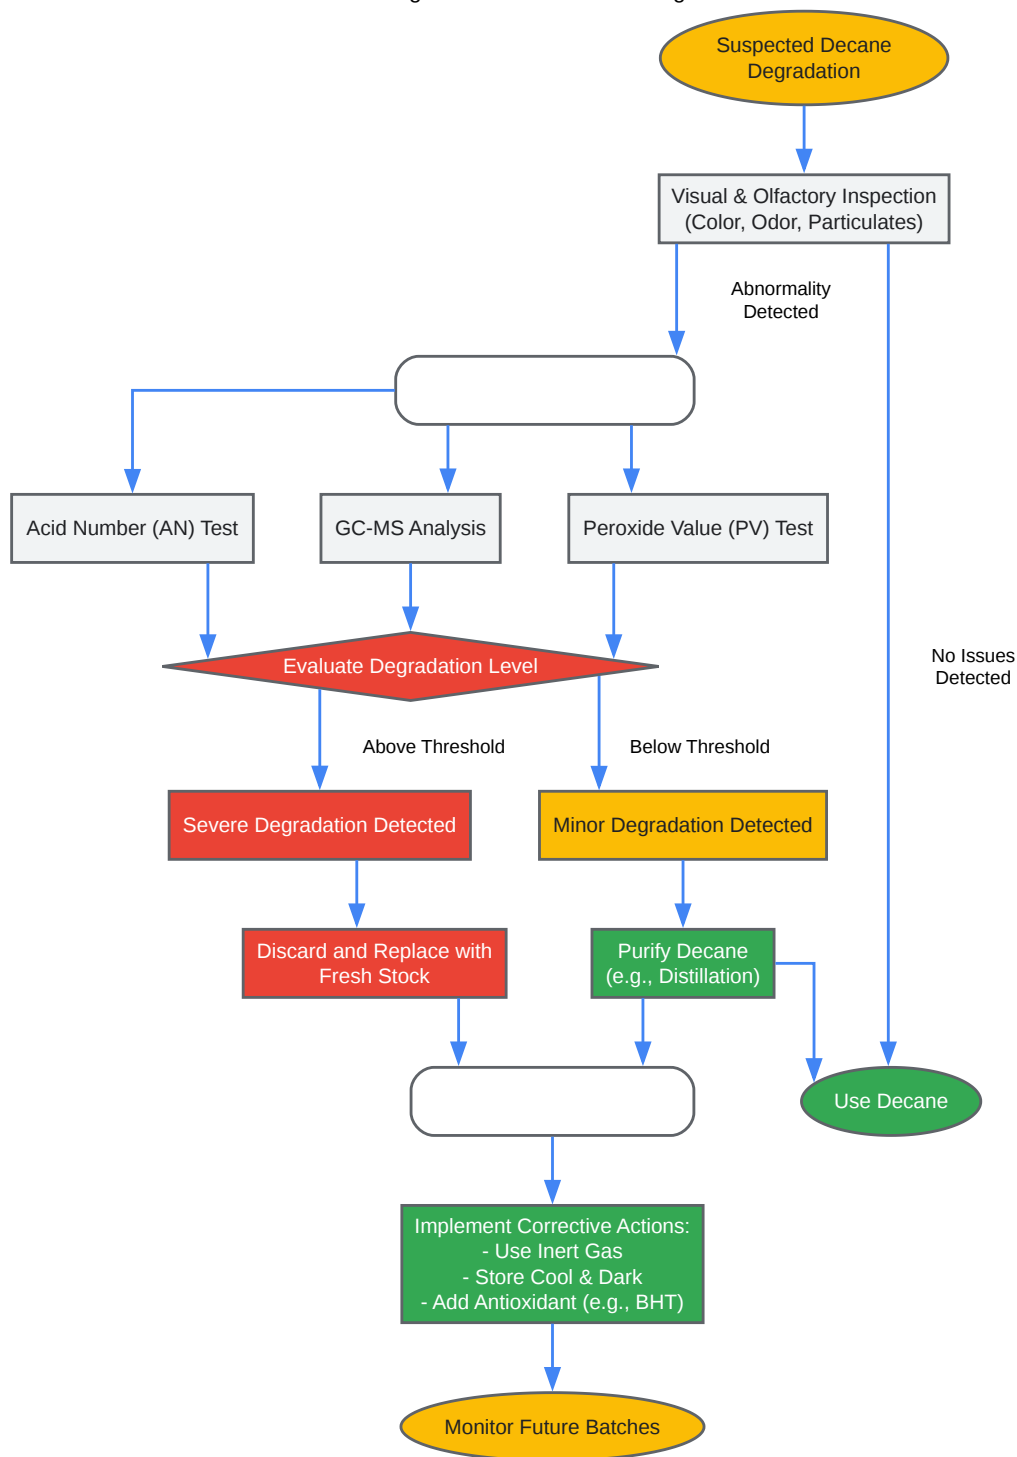 Suspected Decane
Degradation
Visual & Olfactory Inspection
(Color, Odor, Particulates)
Abnormality
Detected
Acid Number (AN) Test
GC-MS Analysis
Peroxide Value (PV) Test
Evaluate Degradation Level
No Issues
Detected
Above Threshold
Below Threshold
Severe Degradation Detected
Minor Degradation Detected
Discard and Replace with
Fresh Stock
Purify Decane
(e.g., Distillation)
Use Decane
Implement Corrective Actions:
- Use Inert Gas
- Store Cool & Dark
- Add Antioxidant (e.g., BHT)
Monitor Future Batches